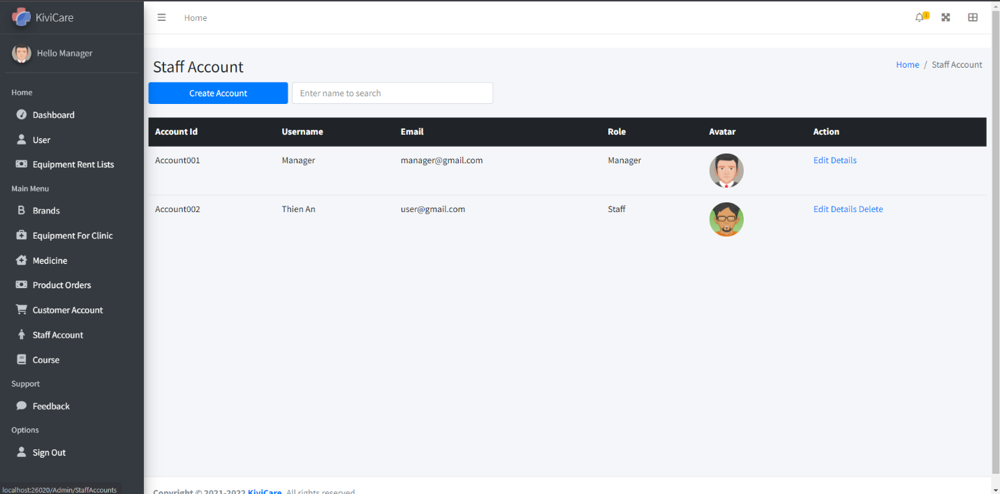 KiviCare
Home
1
Hello Manager
Staff Account
Home / Staff Account
Create Account
Enter name to search
Home
Dashboard
User
Equipment Rent Lists
Main Menu
Brands
Equipment For Clinic
Medicine
Product Orders
Customer Account
Staff Account
Course
Support
Feedback
Options
Sign Out
Account Id Username Email Role Avatar Action
Account001 Manager manager@gmail.com Manager Edit Details
Account002 Thien An user@gmail.com Staff Edit Details Delete
localhost:26020/Admin/StaffAccounts
Copyright © 2021-2022 KiviCare. All rights reserved.